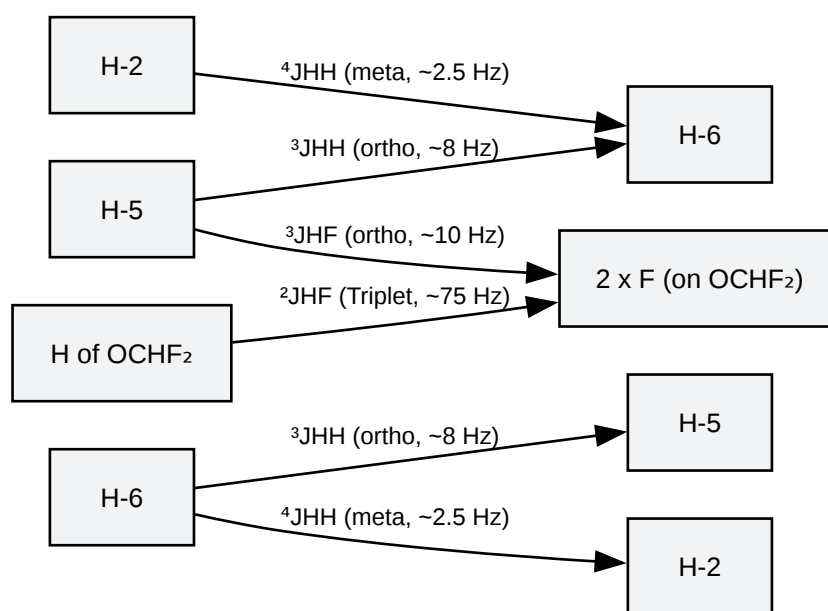 H-2
⁴JHH (meta, ~2.5 Hz)
H-6
³JHH (ortho, ~8 Hz)
H-5
³JHF (ortho, ~10 Hz)
2 x F (on OCHF₂)
²JHF (Triplet, ~75 Hz)
H of OCHF₂
H-5
³JHH (ortho, ~8 Hz)
H-6
⁴JHH (meta, ~2.5 Hz)
H-2